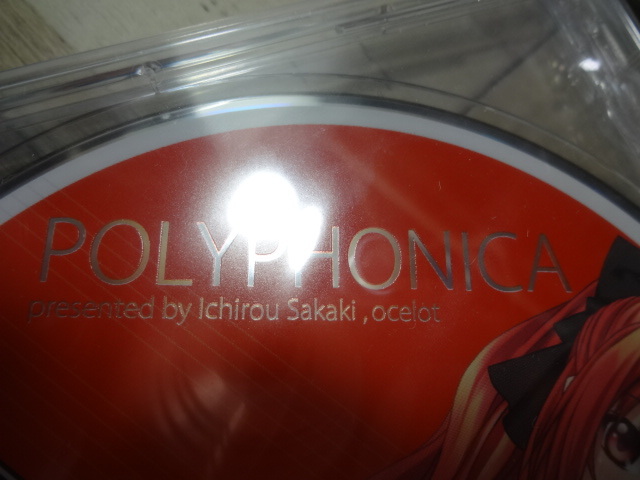 POLYPHONICA
presented by Ichirou Sakaki , ocelot